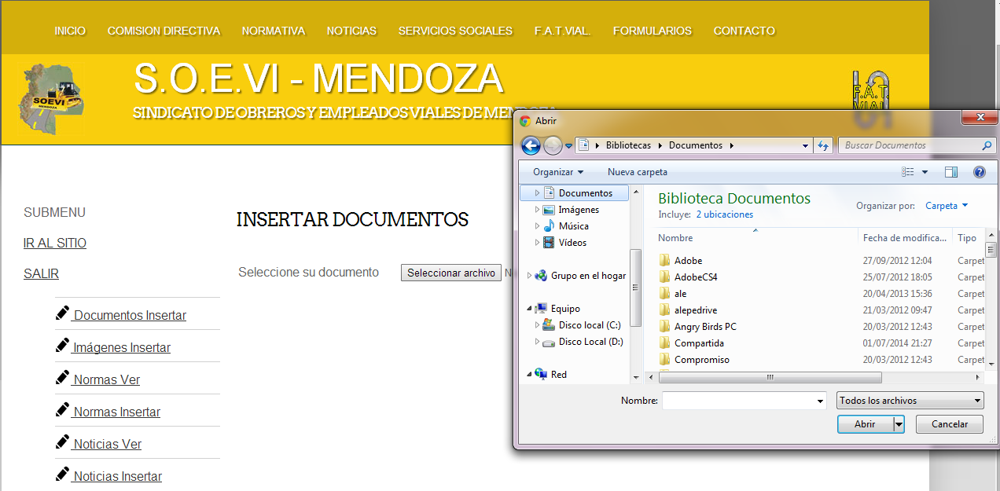 INICIO COMISION DIRECTIVA NORMATIVA NOTICIAS SERVICIOS SOCIALES F.A.T.VIAL. FORMULARIOS CONTACTO
S.O.E.VI - MENDOZA
SINDICATO DE OBREROS Y EMPLEADOS VIALES DE MENDOZA
SOEVI
MENDOZA
F.A.T.
VIAL
SUBMENU
IR AL SITIO
SALIR
Documentos Insertar
Imágenes Insertar
Normas Ver
Normas Insertar
Noticias Ver
Noticias Insertar
INSERTAR DOCUMENTOS
Seleccione su documento Seleccionar archivo N
Abrir
Bibliotecas Documentos Buscar Documentos
Organizar Nueva carpeta
Documentos
Imágenes
Música
Vídeos
Grupo en el hogar
Equipo
Disco local (C:)
Disco Local (D:)
Red
Biblioteca Documentos
Incluye: 2 ubicaciones
Organizar por: Carpeta
Nombre Fecha de modifica... Tipo
Adobe 27/09/2012 12:04 Carpet
AdobeCS4 25/07/2012 18:05 Carpet
ale 20/04/2013 15:36 Carpet
alepedrive 21/03/2012 09:47 Carpet
Angry Birds PC 20/03/2012 12:43 Carpet
Compartida 01/07/2014 21:27 Carpet
Compromiso 20/03/2012 12:43 Carpet
Nombre: Todos los archivos
Abrir Cancelar